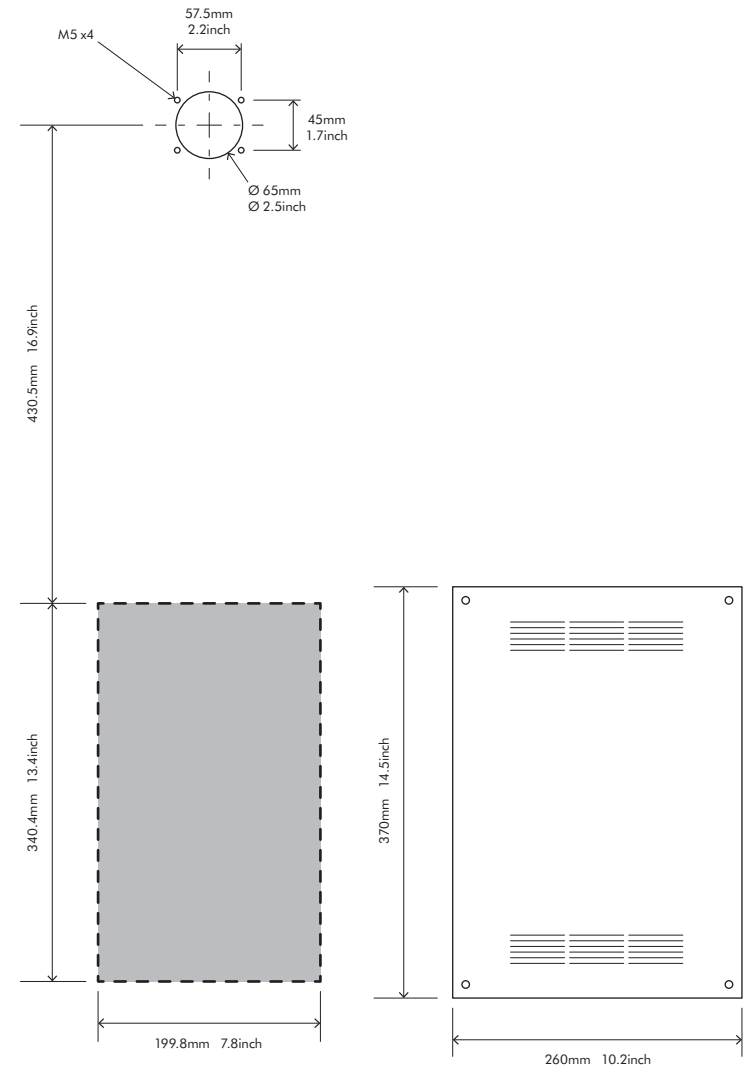 57.5mm
2.2inch
M5 x4
45mm
1.7inch
Ø 65mm
Ø 2.5inch
430.5mm 16.9inch
340.4mm 13.4inch
370mm 14.5inch
199.8mm 7.8inch
260mm 10.2inch